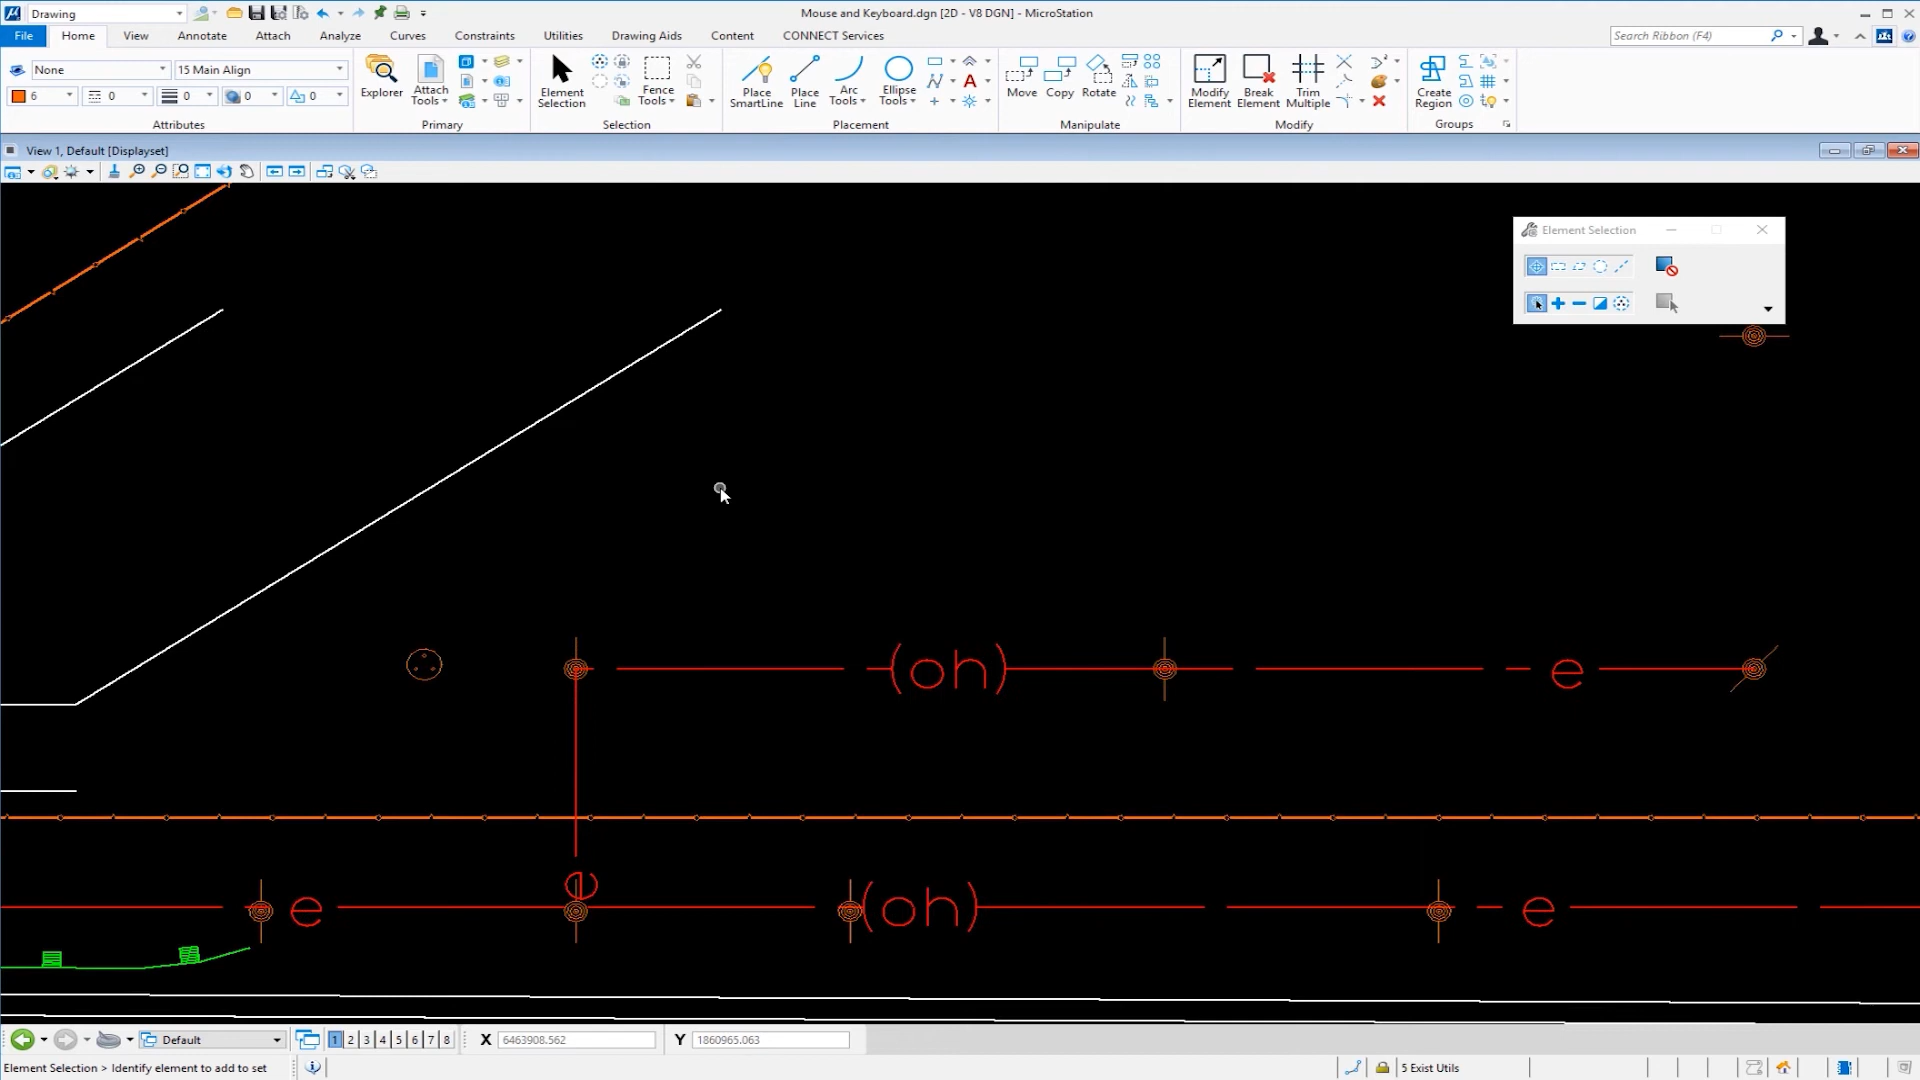 Drawing
Mouse and Keyboard.dgn [2D - V8 DGN] - MicroStation
File Home View Annotate Attach Analyze Curves Constraints Utilities Drawing Aids Content CONNECT Services
Search Ribbon (F4)
None 15 Main Align
6 0 0 0 0
Attributes
Explorer
Attach Tools
Primary
Element Selection
Fence Tools
Selection
Place SmartLine
Place Line
Arc Tools
Ellipse Tools
Placement
Move
Copy
Rotate
Manipulate
Modify Element
Break Element
Trim Multiple
Modify
Create Region
Groups
View 1, Default [Displayset]
Element Selection
(oh) e
e
e (oh) e
Default 1 2 3 4 5 6 7 8 X 6463908.562 Y 1860965.063
Element Selection > Identify element to add to set
5 Exist Utils